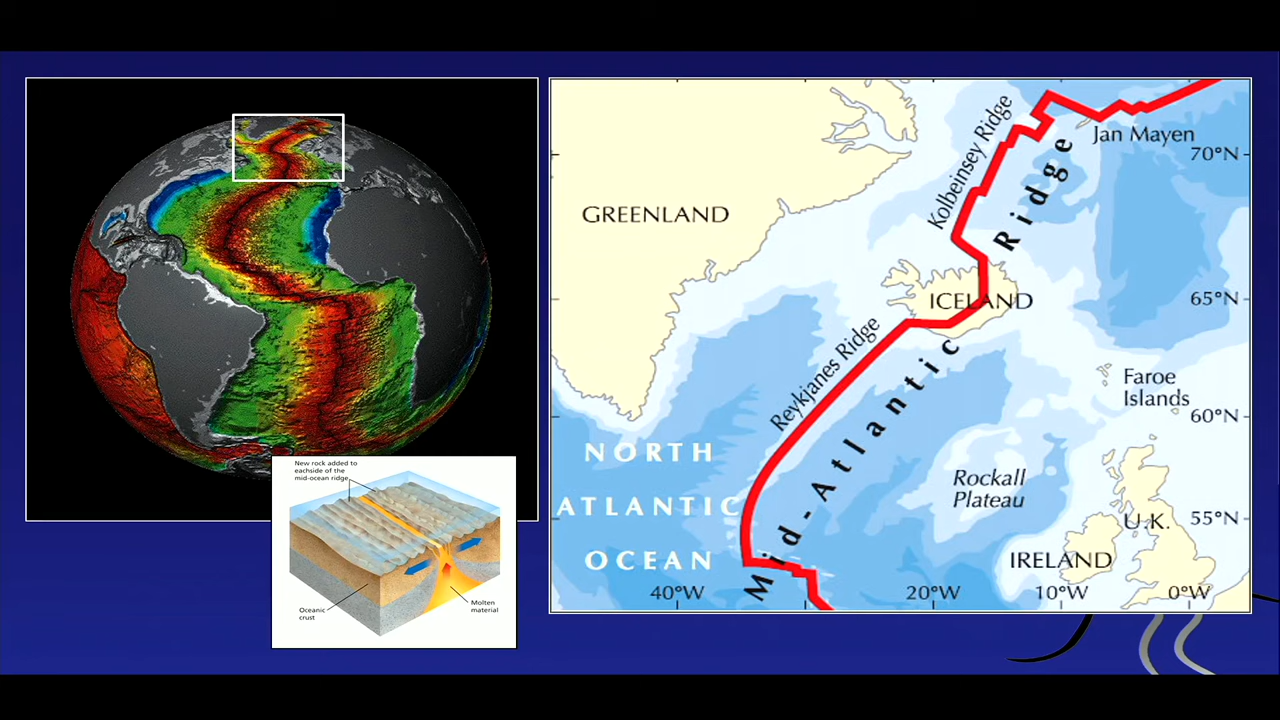 New rock added to
eachside of the
mid-ocean ridge
Oceanic
crust
Molten
material
GREENLAND
Kolbeinsey Ridge
Jan Mayen
70°N
Mid-Atlantic Ridge
ICELAND
65°N
Reykjanes Ridge
Faroe
Islands
60°N
NORTH
ATLANTIC
OCEAN
Rockall
Plateau
U.K.
55°N
IRELAND
40°W
20°W
10°W
0°W